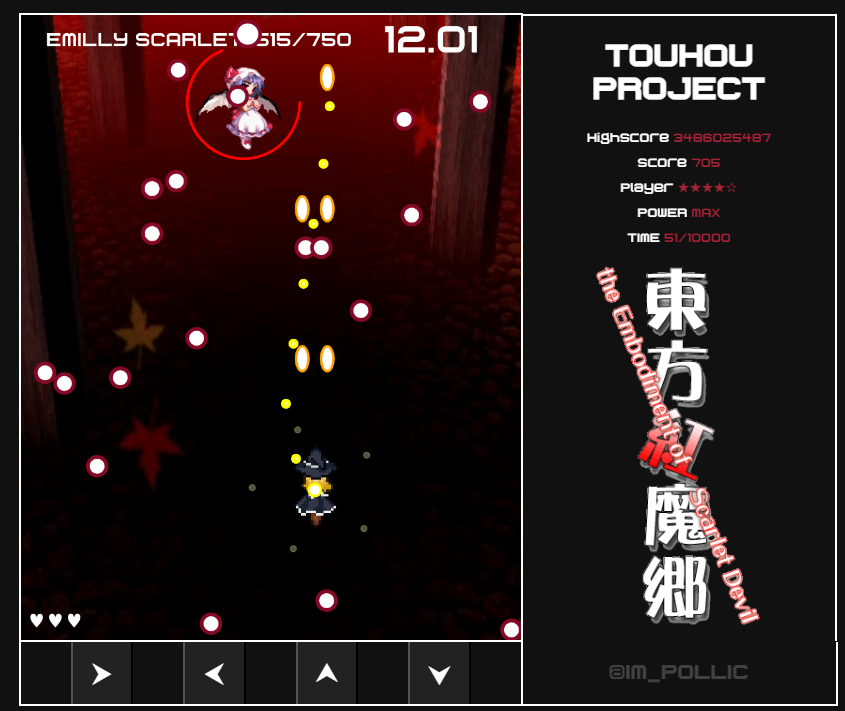 EMILLY SCARLET 515/750
12.01
TOUHOU
PROJECT
Highscore 3486025487
score 705
Player ★★★★☆
POWER MAX
TIME 51/10000
東方紅魔郷
the Embodiment of Scarlet Devil
@IM_POLLIC